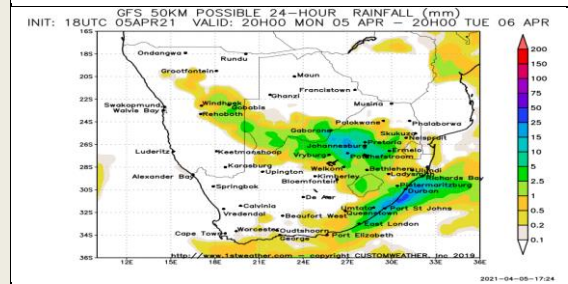 GFS 50KM POSSIBLE 24-HOUR RAINFALL (mm)
INIT: 18UTC 05APR21 VALID: 20H00 MON 05 APR - 20H00 TUE 06 APR
16S
18S
20S
22S
24S
26S
28S
30S
32S
34S
36S
Ondangwa
Rundu
Grootfontein
Maun
Francistown
Ghanzi
Swakopmund
Walvis Bay
Windhoek
Gobabis
Rehoboth
Musina
Polokwane
Phalaborwa
Gaborone
Skukuza
Nelspruit
Pretoria
Johannesburg
Ermelo
Luderitz
Keetmanshoop
Vryburg
Potchefstroom
Karasburg
Welkom
Bethlehem
Ulundi
Alexander Bay
Upington
Kimberley
Ladysmith
Richards Bay
Springbok
Bloemfontein
Pietermaritzburg
Durban
De Aar
Calvinia
Umtata
Port St Johns
Vredendal
Beaufort West
Queenstown
East London
Cape Town
Worcester
Oudtshoorn
George
Port Elizabeth
http://www.1stweather.com - copyright CUSTOMWEATHER, Inc 2019
12E 15E 18E 21E 24E 27E 30E 33E 36E
200
150
100
75
50
25
15
10
5
2.5
1
0.5
0.2
0.1
2021-04-05-17:24